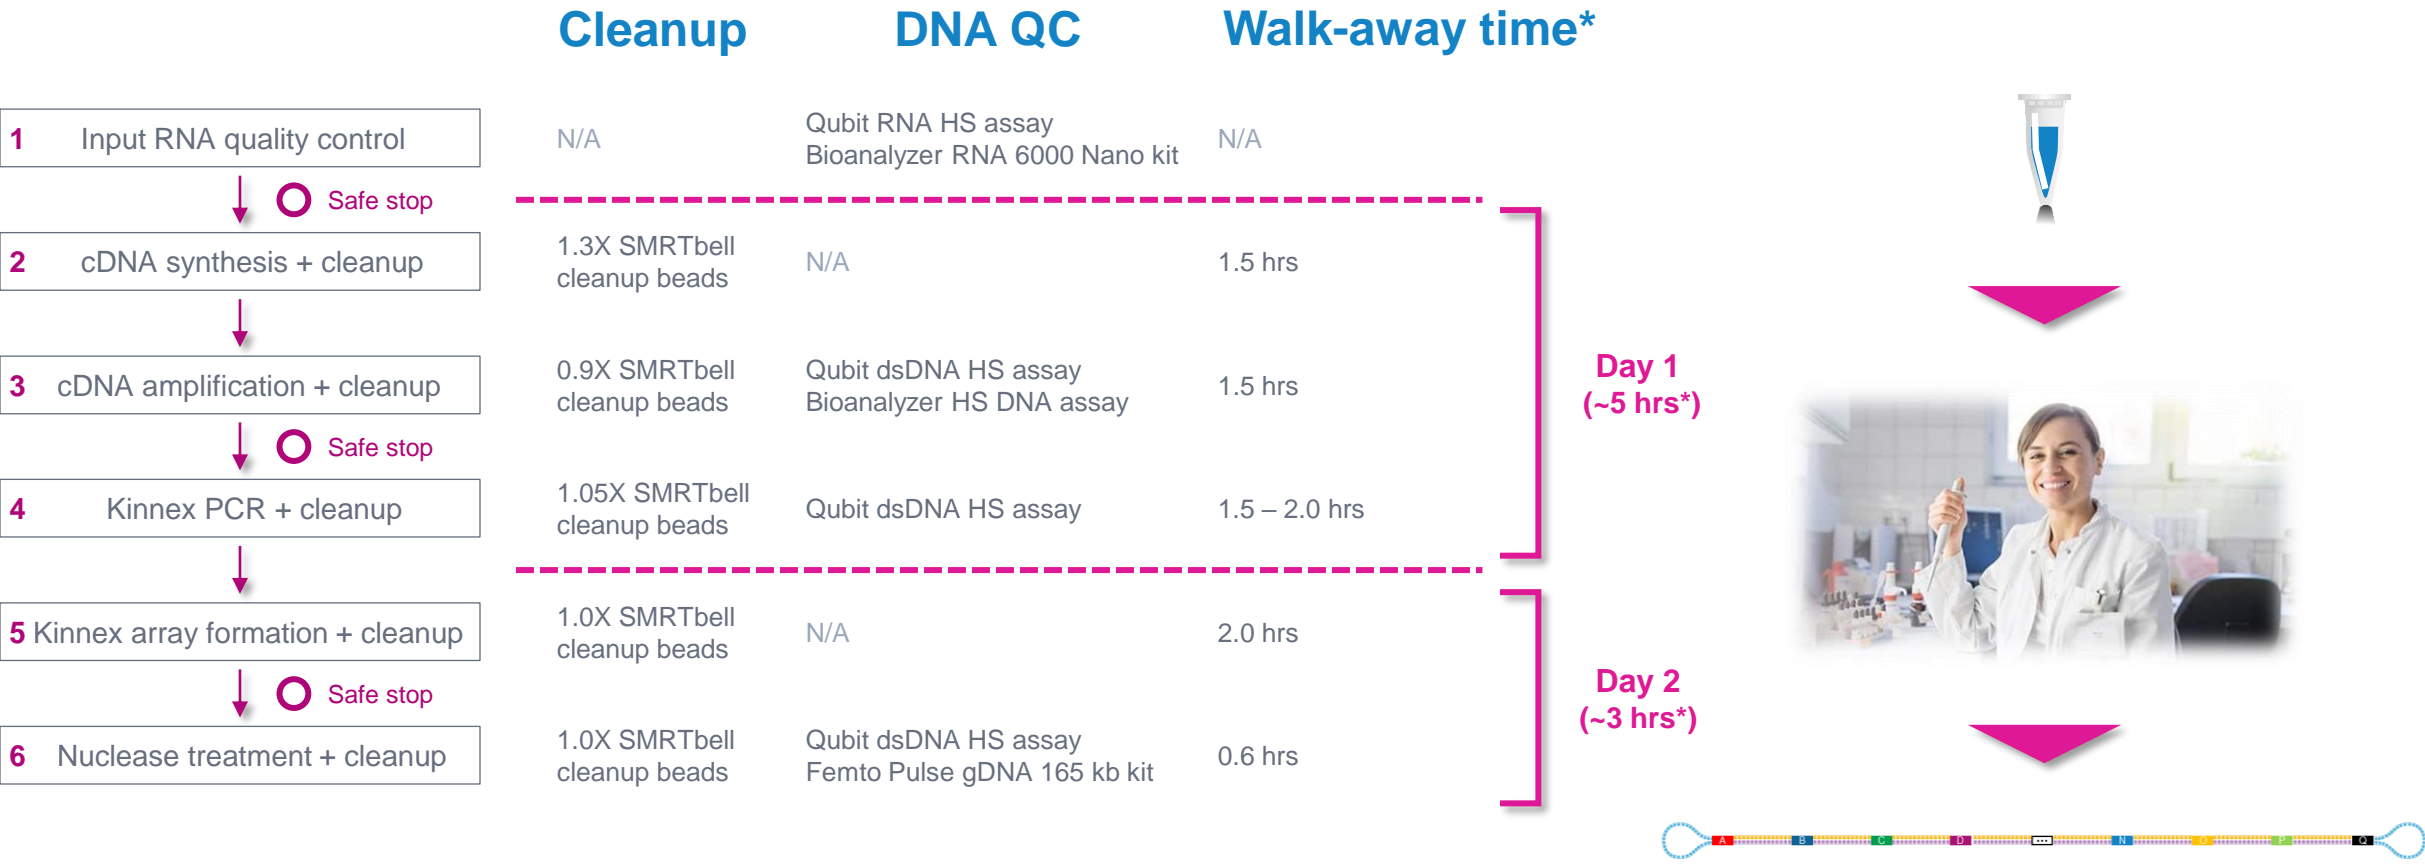 Cleanup DNA QC Walk-away time*
1 Input RNA quality control
N/A
Qubit RNA HS assay
Bioanalyzer RNA 6000 Nano kit
N/A
Safe stop
2 cDNA synthesis + cleanup
1.3X SMRTbell
cleanup beads
N/A
1.5 hrs
3 cDNA amplification + cleanup
0.9X SMRTbell
cleanup beads
Qubit dsDNA HS assay
Bioanalyzer HS DNA assay
1.5 hrs
Safe stop
4 Kinnex PCR + cleanup
1.05X SMRTbell
cleanup beads
Qubit dsDNA HS assay
1.5 – 2.0 hrs
Day 1
(~5 hrs*)
5 Kinnex array formation + cleanup
1.0X SMRTbell
cleanup beads
N/A
2.0 hrs
Safe stop
6 Nuclease treatment + cleanup
1.0X SMRTbell
cleanup beads
Qubit dsDNA HS assay
Femto Pulse gDNA 165 kb kit
0.6 hrs
Day 2
(~3 hrs*)
A B C D ... N O P Q